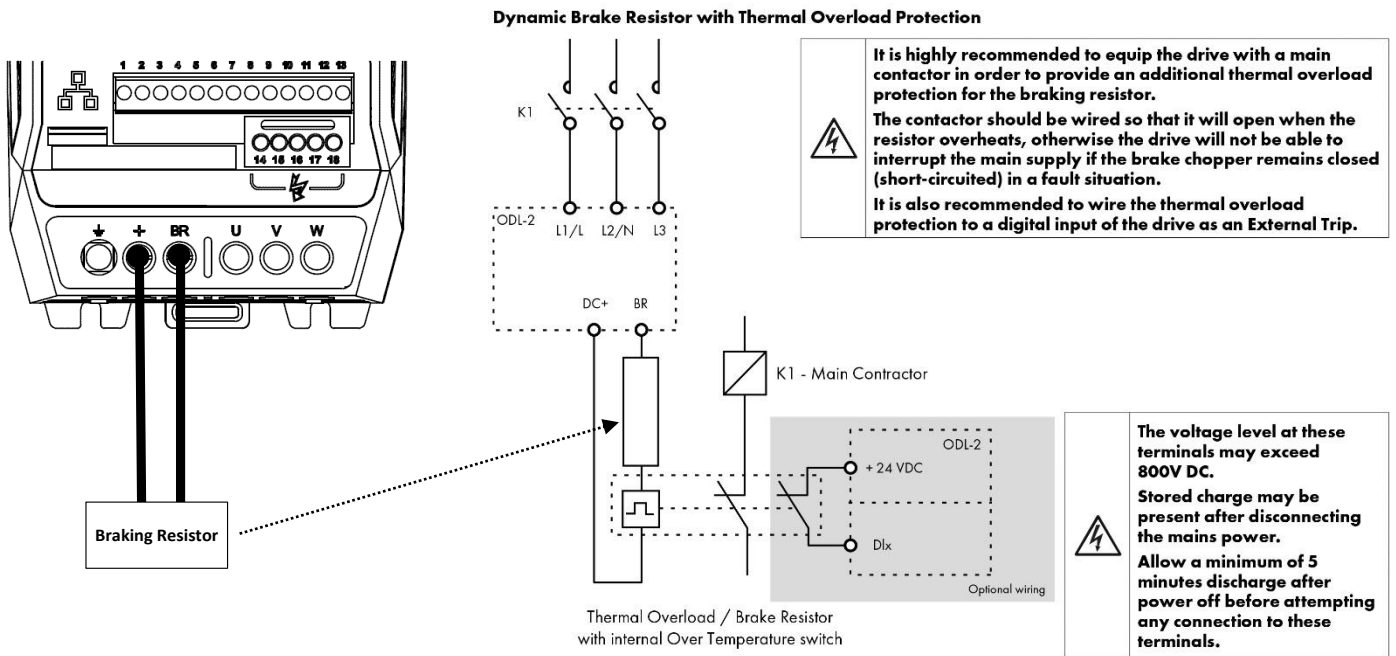 Dynamic Brake Resistor with Thermal Overload Protection
1 2 3 4 5 6 7 8 9 10 11 12 13
14 15 16 17 18
+ BR U V W
Braking Resistor
K1
ODL-2
L1/L L2/N L3
DC+ BR
K1 - Main Contractor
ODL-2
+ 24 VDC
Dlx
Optional wiring
Thermal Overload / Brake Resistor
with internal Over Temperature switch
It is highly recommended to equip the drive with a main
contactor in order to provide an additional thermal overload
protection for the braking resistor.
The contactor should be wired so that it will open when the
resistor overheats, otherwise the drive will not be able to
interrupt the main supply if the brake chopper remains closed
(short-circuited) in a fault situation.
It is also recommended to wire the thermal overload
protection to a digital input of the drive as an External Trip.
The voltage level at these
terminals may exceed
800V DC.
Stored charge may be
present after disconnecting
the mains power.
Allow a minimum of 5
minutes discharge after
power off before attempting
any connection to these
terminals.